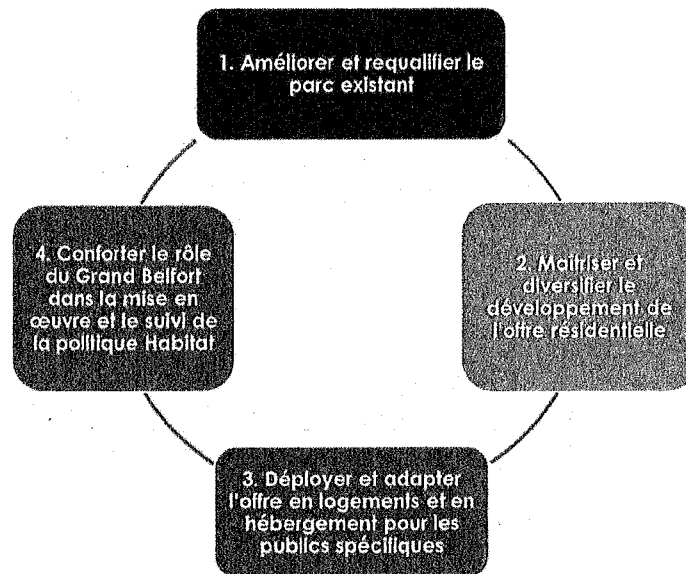 1. Améliorer et requalifier le
parc existant
2. Maîtriser et
diversifier le
développement de
l'offre résidentielle
3. Déployer et adapter
l'offre en logements et en
hébergement pour les
publics spécifiques
4. Conforter le rôle
du Grand Belfort
dans la mise en
œuvre et le suivi de
la politique Habitat